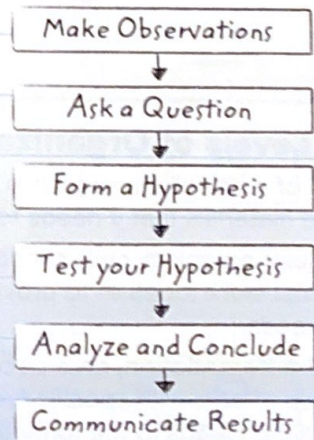 Make Observations
Ask a Question
Form a Hypothesis
Test your Hypothesis
Analyze and Conclude
Communicate Results